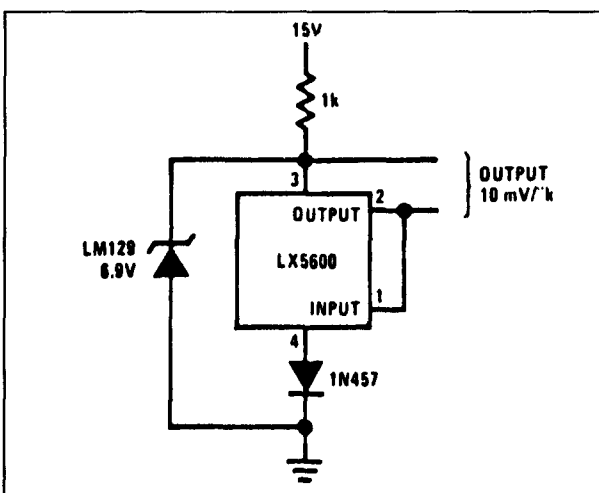 15V
1k
3
2
OUTPUT
10 mV/°k
OUTPUT
LM129
6.9V
LX5600
INPUT
1
4
1N457